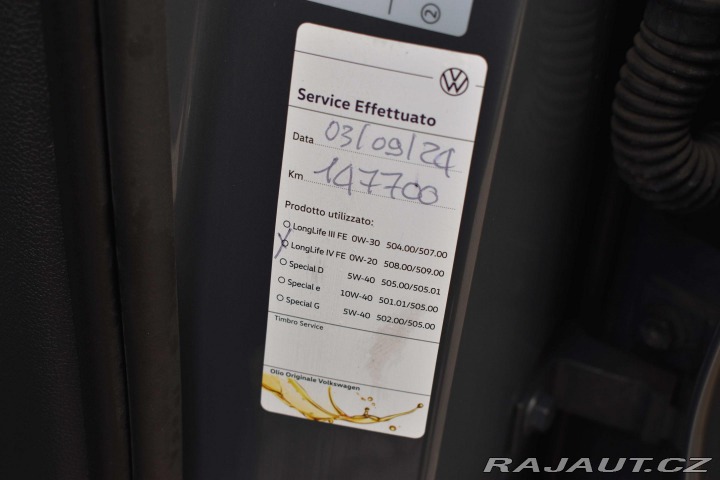 2
Service Effettuato
Data 03/09/24
Km 147700
Prodotto utilizzato:
LongLife III FE 0W-30 504.00/507.00
LongLife IV FE 0W-20 508.00/509.00
Special D 5W-40 505.00/505.01
Special e 10W-40 501.01/505.00
Special G 5W-40 502.00/505.00
Timbro Service
Olio Originale Volkswagen
RAJAUT.CZ